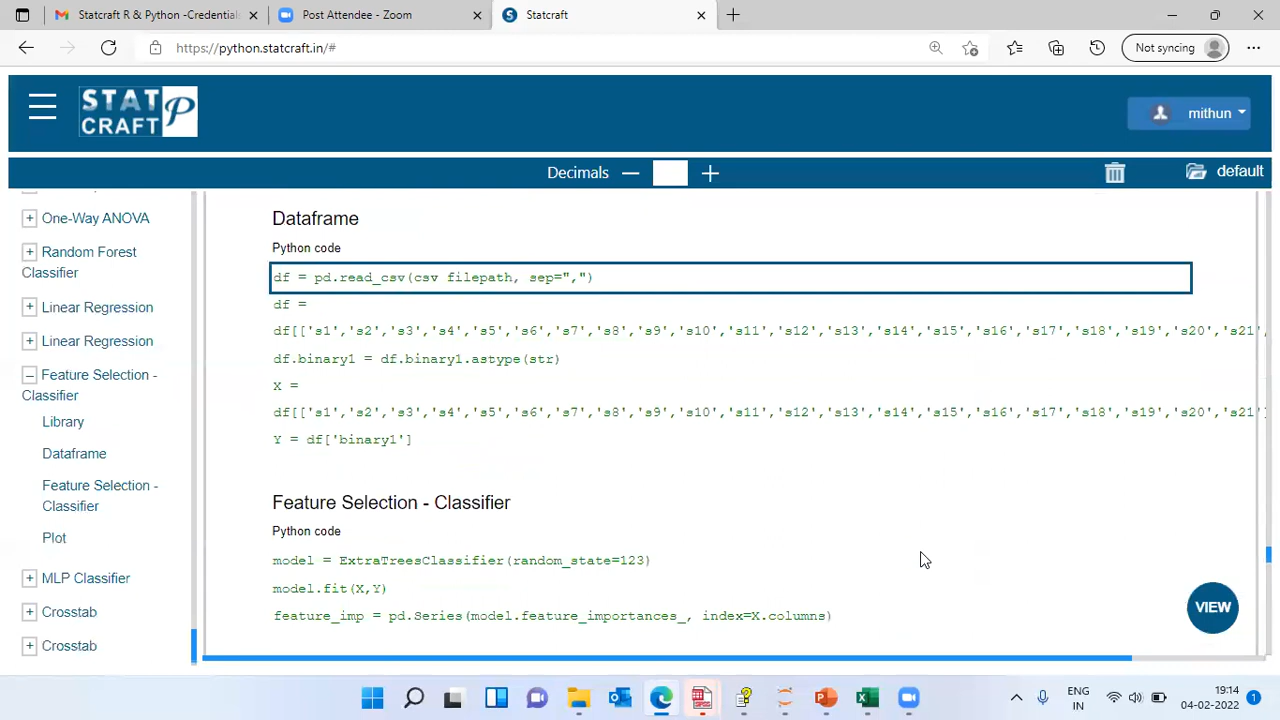 Statcraft R & Python -Credentials
Post Attendee - Zoom
Statcraft
https://python.statcraft.in/#
Not syncing
STAT
CRAFT P
mithun
Decimals
default
One-Way ANOVA
Random Forest
Classifier
Linear Regression
Linear Regression
Feature Selection -
Classifier
Library
Dataframe
Feature Selection -
Classifier
Plot
MLP Classifier
Crosstab
Crosstab
Dataframe
Python code
df = pd.read_csv(csv filepath, sep=",")
df =
df[['s1','s2','s3','s4','s5','s6','s7','s8','s9','s10','s11','s12','s13','s14','s15','s16','s17','s18','s19','s20','s21',
df.binary1 = df.binary1.astype(str)
X =
df[['s1','s2','s3','s4','s5','s6','s7','s8','s9','s10','s11','s12','s13','s14','s15','s16','s17','s18','s19','s20','s21']
Y = df['binary1']
Feature Selection - Classifier
Python code
model = ExtraTreesClassifier(random_state=123)
model.fit(X,Y)
feature_imp = pd.Series(model.feature_importances_, index=X.columns)
VIEW
ENG
IN
19:14
04-02-2022
1